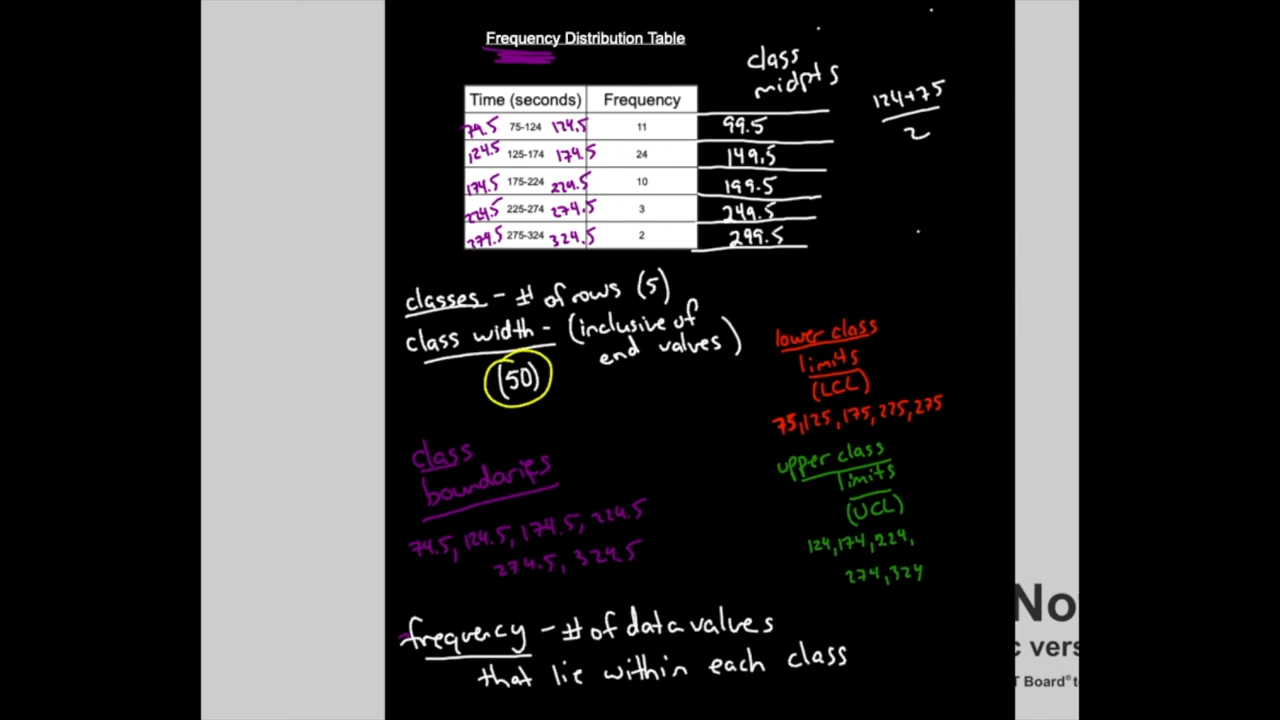 Frequency Distribution Table
class
midpts
124+75
2
Time (seconds) Frequency
74.5 75-124 124.5 11 99.5
124.5 125-174 174.5 24 149.5
174.5 175-224 224.5 10 199.5
224.5 225-274 274.5 3 249.5
274.5 275-324 324.5 2 299.5
classes - # of rows (5)
class width - (inclusive of
end values)
(50)
lower class
limits
(LCL)
75, 125, 175, 225, 275
class
boundaries
74.5, 124.5, 174.5, 224.5
274.5, 324.5
upper class
limits
(UCL)
124, 174, 224,
274, 324
frequency - # of data values
that lie within each class
No
c vers
T Board® to